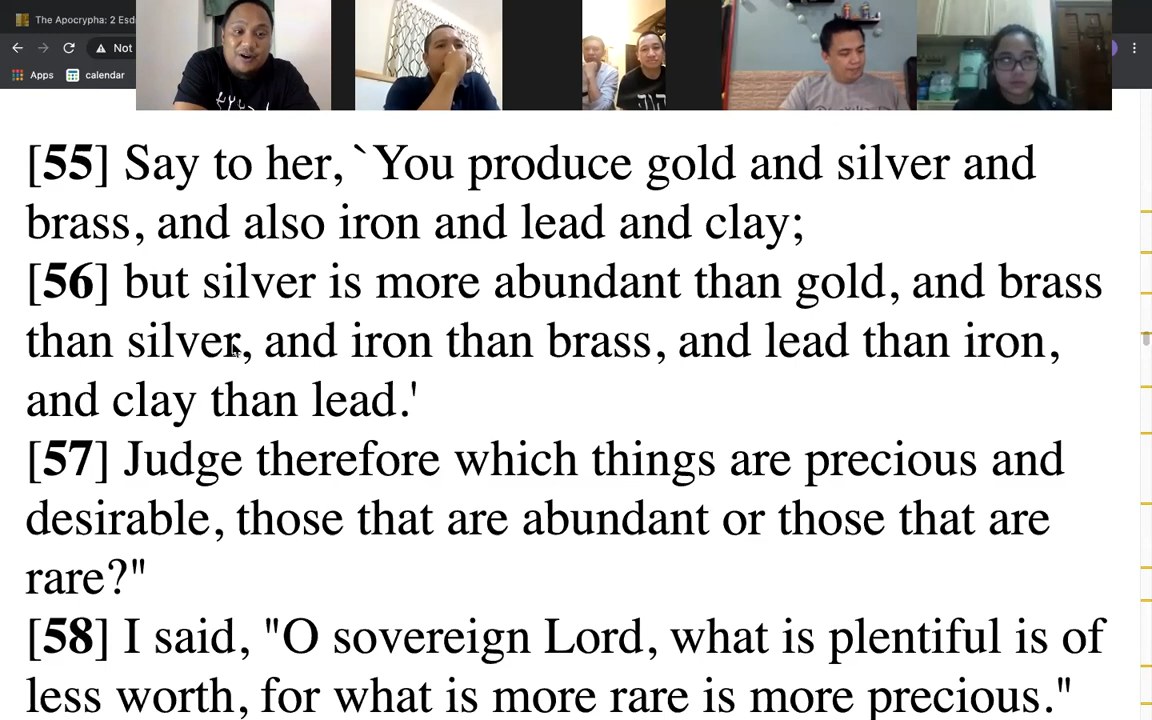 The Apocrypha: 2 Esd
Not
Apps calendar
[55] Say to her, `You produce gold and silver and
brass, and also iron and lead and clay;
[56] but silver is more abundant than gold, and brass
than silver, and iron than brass, and lead than iron,
and clay than lead.'
[57] Judge therefore which things are precious and
desirable, those that are abundant or those that are
rare?"
[58] I said, "O sovereign Lord, what is plentiful is of
less worth, for what is more rare is more precious."